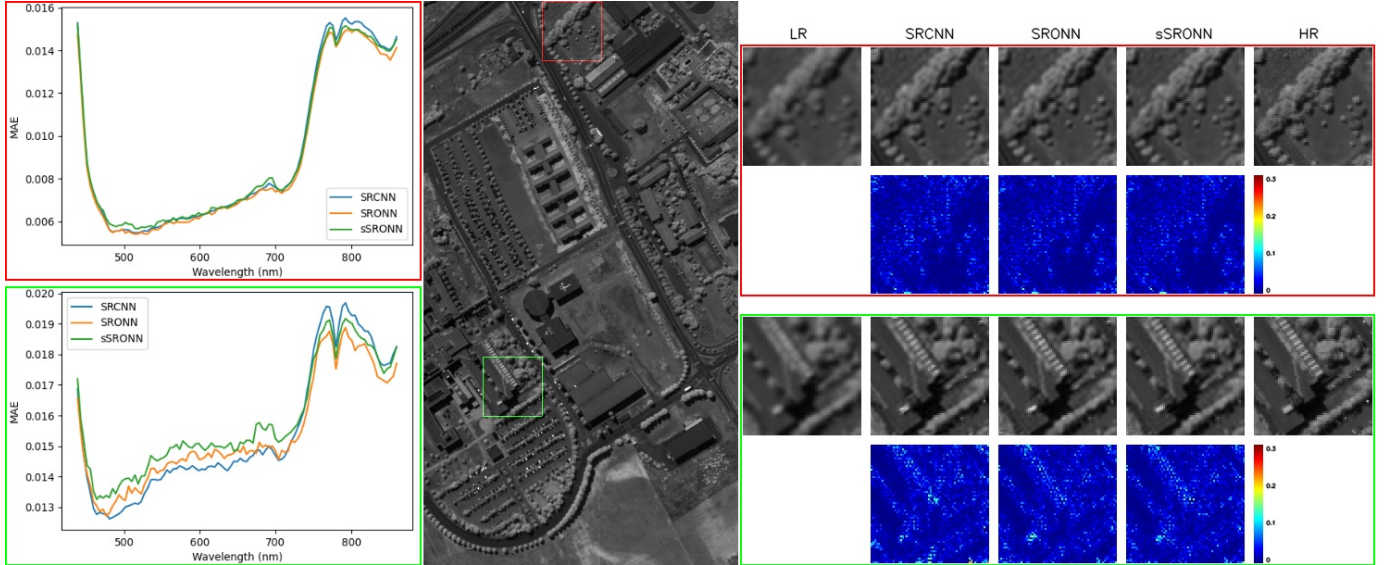 LR SRCNN SRONN sSRONN HR
0.016
0.014
0.012
0.010
0.008
0.006
MAE
500 600 700 800
Wavelength (nm)
SRCNN
SRONN
sSRONN
0.3
0.2
0.1
0
0.020
0.019
0.018
0.017
0.016
0.015
0.014
0.013
MAE
500 600 700 800
Wavelength (nm)
SRCNN
SRONN
sSRONN
0.3
0.2
0.1
0